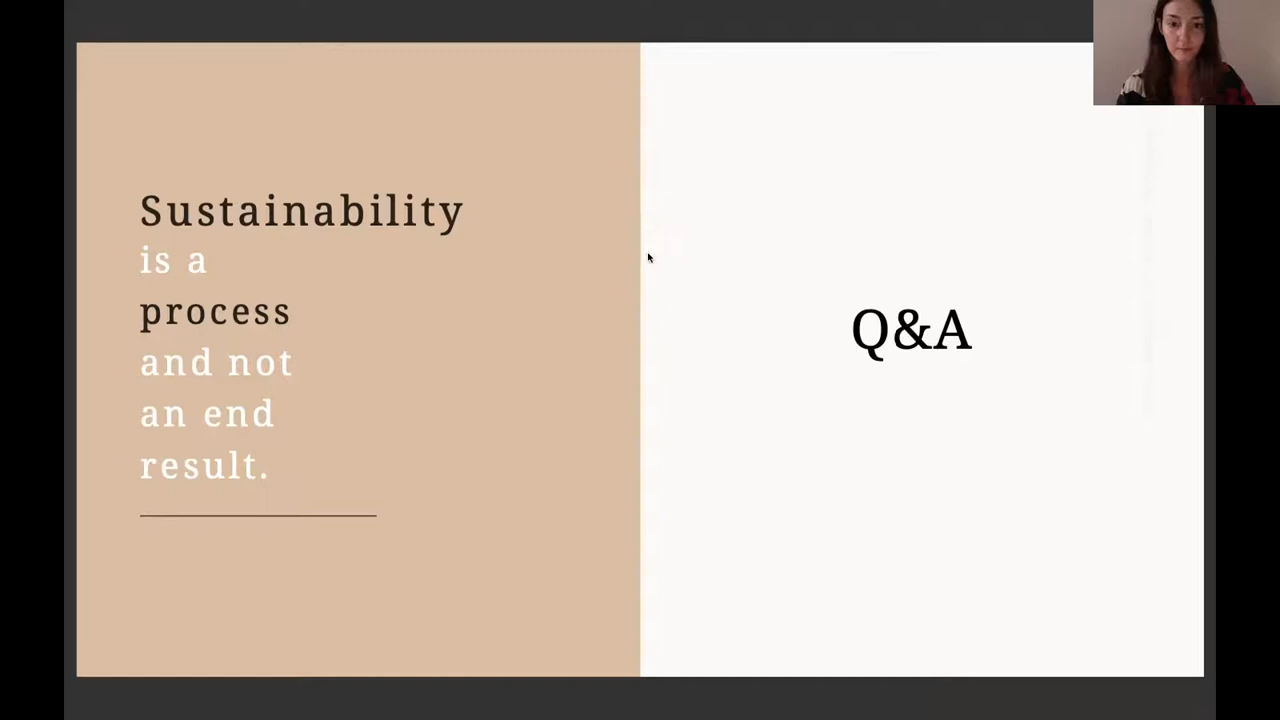 Sustainability
is a
process
and not
an end
result.
Q&A